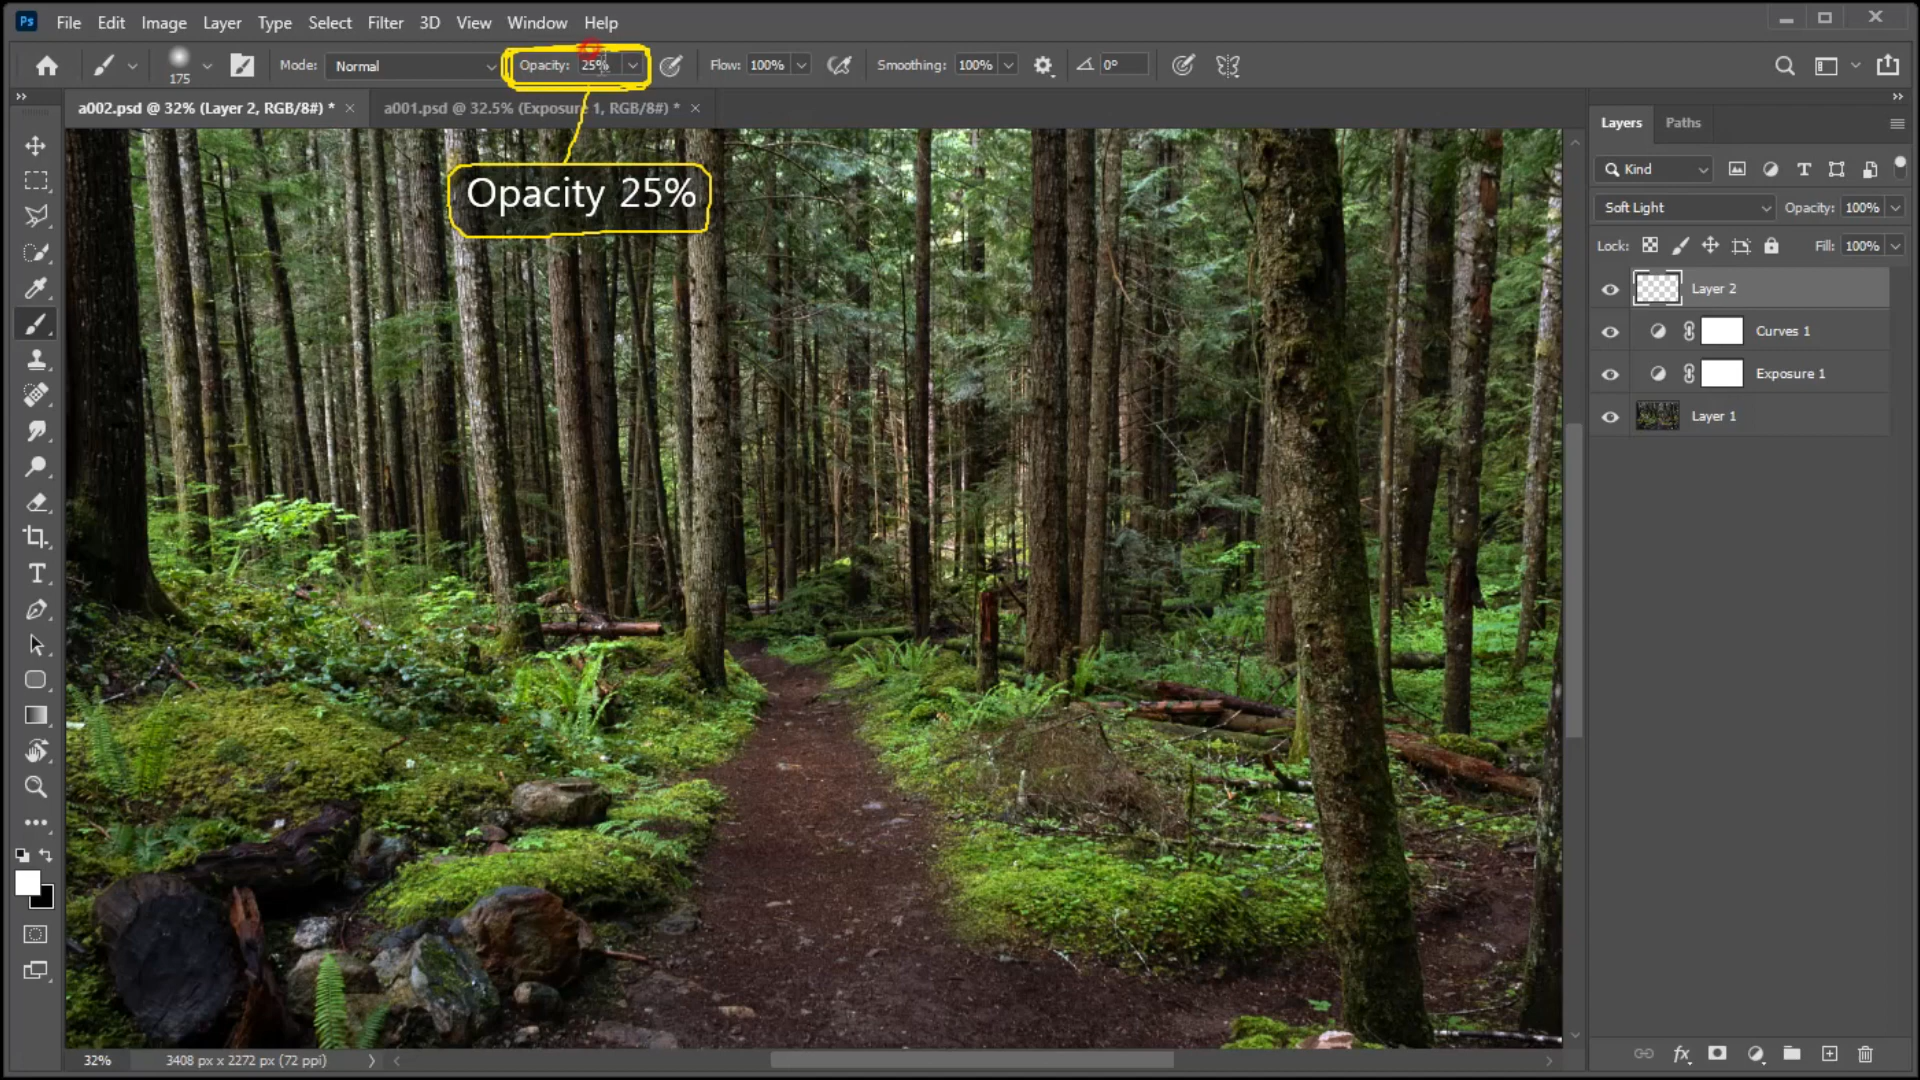 Ps File Edit Image Layer Type Select Filter 3D View Window Help
175 Mode: Normal Opacity: 25% Flow: 100% Smoothing: 100% 0°
a002.psd @ 32% (Layer 2, RGB/8#) * a001.psd @ 32.5% (Exposure 1, RGB/8#) *
Opacity 25%
Layers Paths
Kind
Soft Light Opacity: 100%
Lock: Fill: 100%
Layer 2
Curves 1
Exposure 1
Layer 1
32% 3408 px x 2272 px (72 ppi)